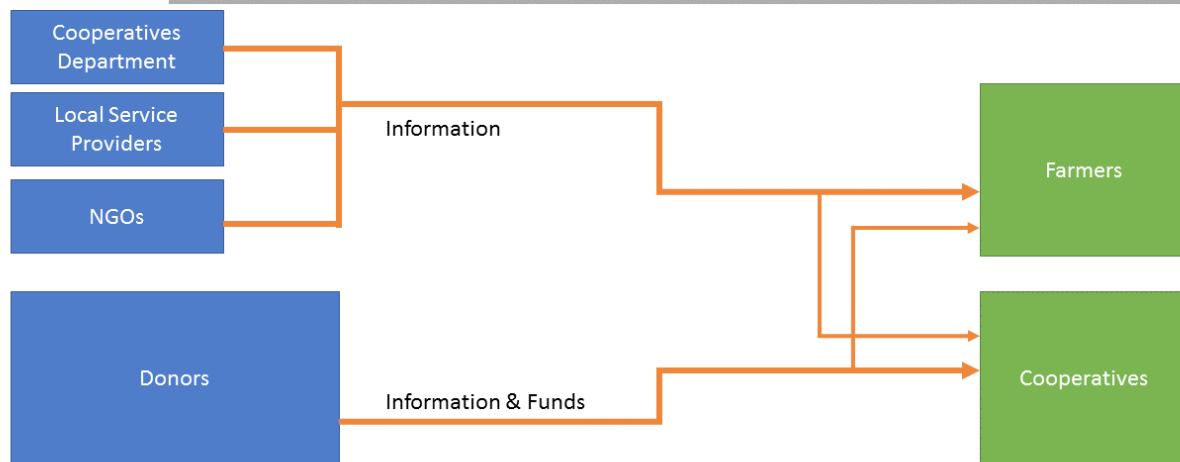 Cooperatives
Department
Local Service
Providers
NGOs
Donors
Information
Information & Funds
Farmers
Cooperatives